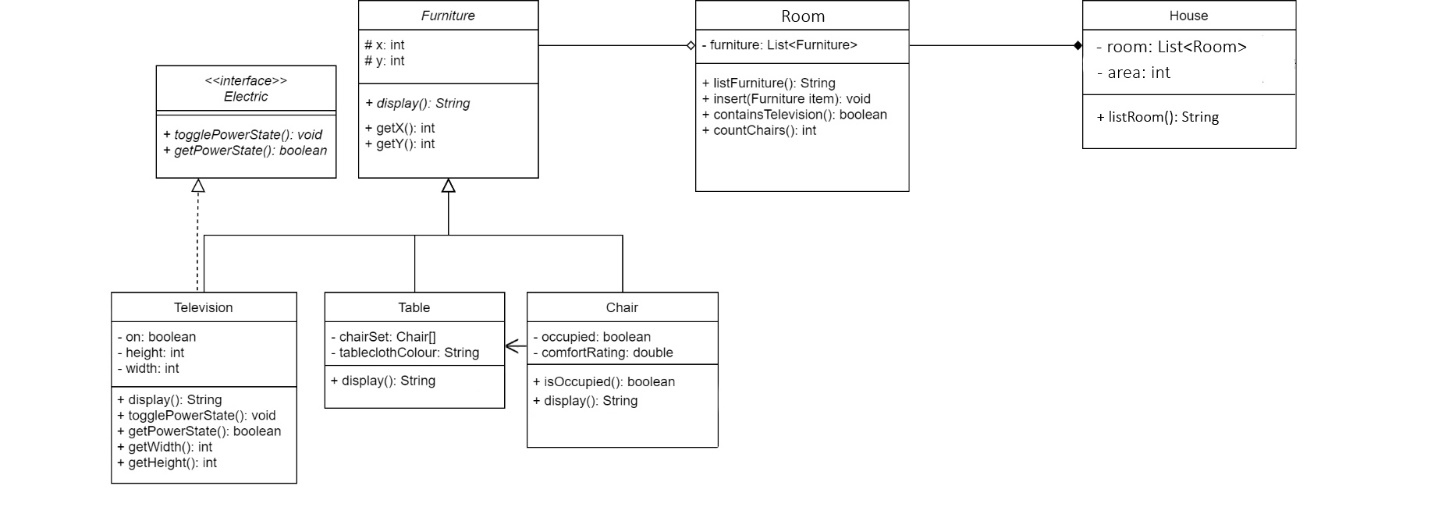 Furniture
# x: int
# y: int
+ display(): String
+ getX(): int
+ getY(): int
Room
- furniture: List<Furniture>
+ listFurniture(): String
+ insert(Furniture item): void
+ containsTelevision(): boolean
+ countChairs(): int
House
- room: List<Room>
- area: int
+ listRoom(): String
<<interface>>
Electric
+ togglePowerState(): void
+ getPowerState(): boolean
Television
- on: boolean
- height: int
- width: int
+ display(): String
+ togglePowerState(): void
+ getPowerState(): boolean
+ getWidth(): int
+ getHeight(): int
Table
- chairSet: Chair[]
- tableclothColour: String
+ display(): String
Chair
- occupied: boolean
- comfortRating: double
+ isOccupied(): boolean
+ display(): String